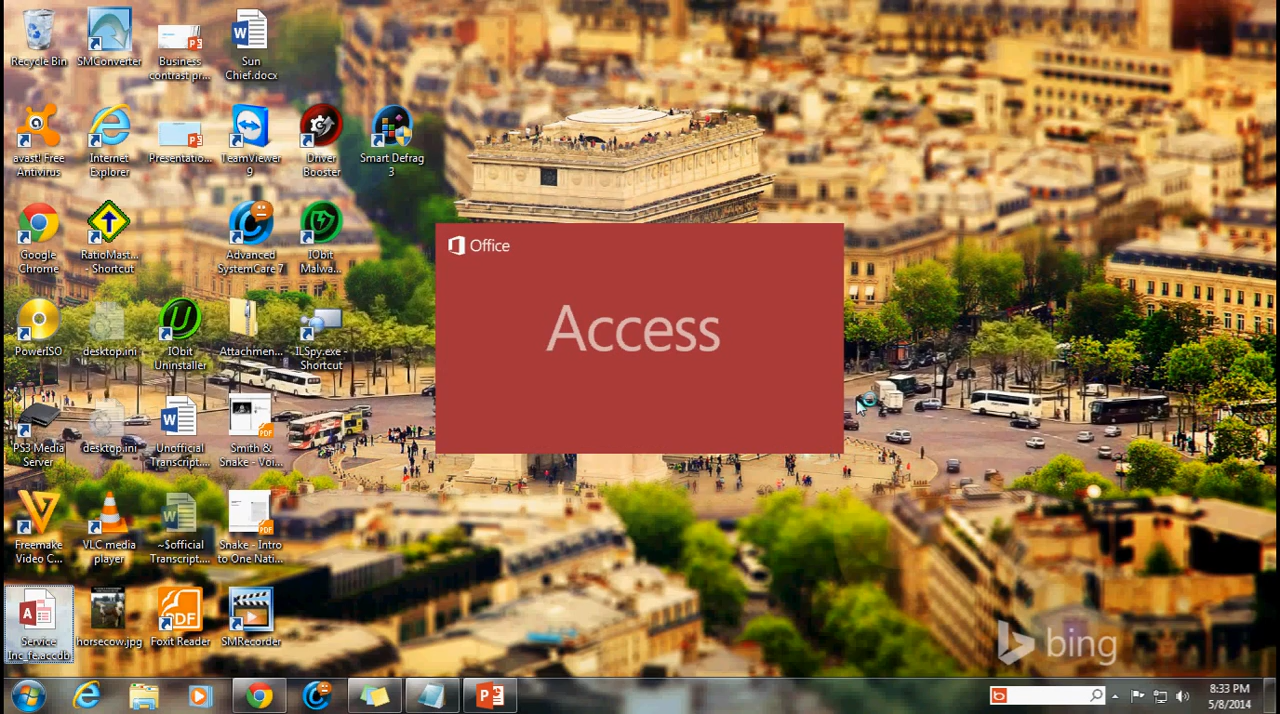 Recycle Bin
SMConverter
Business
contrast pr...
Sun
Chief.docx
avast! Free
Antivirus
Internet
Explorer
Presentatio...
TeamViewer
9
Driver
Booster
Smart Defrag
3
Google
Chrome
RatioMast...
- Shortcut
Advanced
SystemCare 7
IObit
Malwa...
Office
Access
PowerISO
desktop.ini
IObit
Uninstaller
Attachmen...
ILSpy.exe -
Shortcut
PS3 Media
Server
desktop.ini
Unofficial
Transcript...
Smith &
Snake - Voi...
Freemake
Video C...
VLC media
player
~$official
Transcript...
Snake - Intro
to One Nati...
Service
Inc_fe.accdb
horsecow.jpg
Foxit Reader
SMRecorder
bing
8:33 PM
5/8/2014